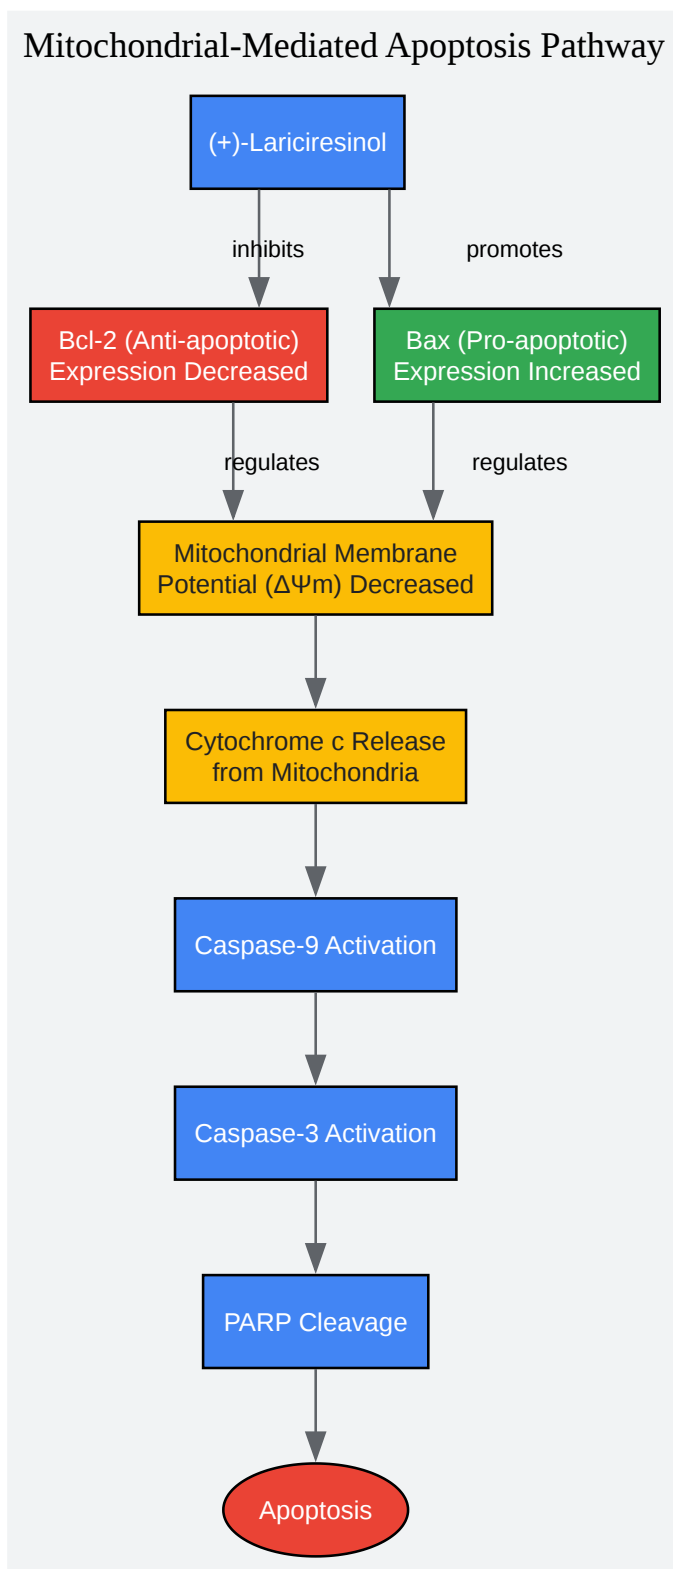 Mitochondrial-Mediated Apoptosis Pathway
(+)-Lariciresinol
inhibits
promotes
Bcl-2 (Anti-apoptotic)
Expression Decreased
Bax (Pro-apoptotic)
Expression Increased
regulates
regulates
Mitochondrial Membrane
Potential (ΔΨm) Decreased
Cytochrome c Release
from Mitochondria
Caspase-9 Activation
Caspase-3 Activation
PARP Cleavage
Apoptosis